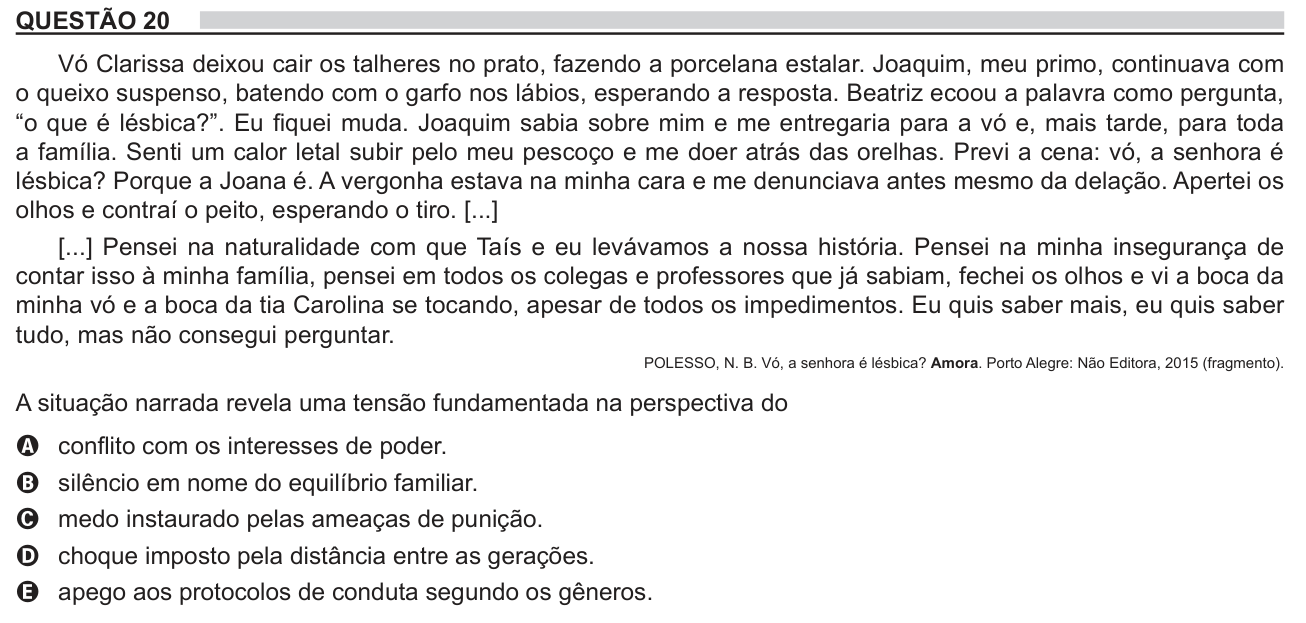 QUESTÃO 20
Vó Clarissa deixou cair os talheres no prato, fazendo a porcelana estalar. Joaquim, meu primo, continuava com
o queixo suspenso, batendo com o garfo nos lábios, esperando a resposta. Beatriz ecoou a palavra como pergunta,
“o que é lésbica?”. Eu fiquei muda. Joaquim sabia sobre mim e me entregaria para a vó e, mais tarde, para toda
a família. Senti um calor letal subir pelo meu pescoço e me doer atrás das orelhas. Previ a cena: vó, a senhora é
lésbica? Porque a Joana é. A vergonha estava na minha cara e me denunciava antes mesmo da delação. Apertei os
olhos e contraí o peito, esperando o tiro. [...]
[...] Pensei na naturalidade com que Taís e eu levávamos a nossa história. Pensei na minha insegurança de
contar isso à minha família, pensei em todos os colegas e professores que já sabiam, fechei os olhos e vi a boca da
minha vó e a boca da tia Carolina se tocando, apesar de todos os impedimentos. Eu quis saber mais, eu quis saber
tudo, mas não consegui perguntar.
POLESSO, N. B. Vó, a senhora é lésbica? Amora. Porto Alegre: Não Editora, 2015 (fragmento).
A situação narrada revela uma tensão fundamentada na perspectiva do
A conflito com os interesses de poder.
B silêncio em nome do equilíbrio familiar.
C medo instaurado pelas ameaças de punição.
D choque imposto pela distância entre as gerações.
E apego aos protocolos de conduta segundo os gêneros.